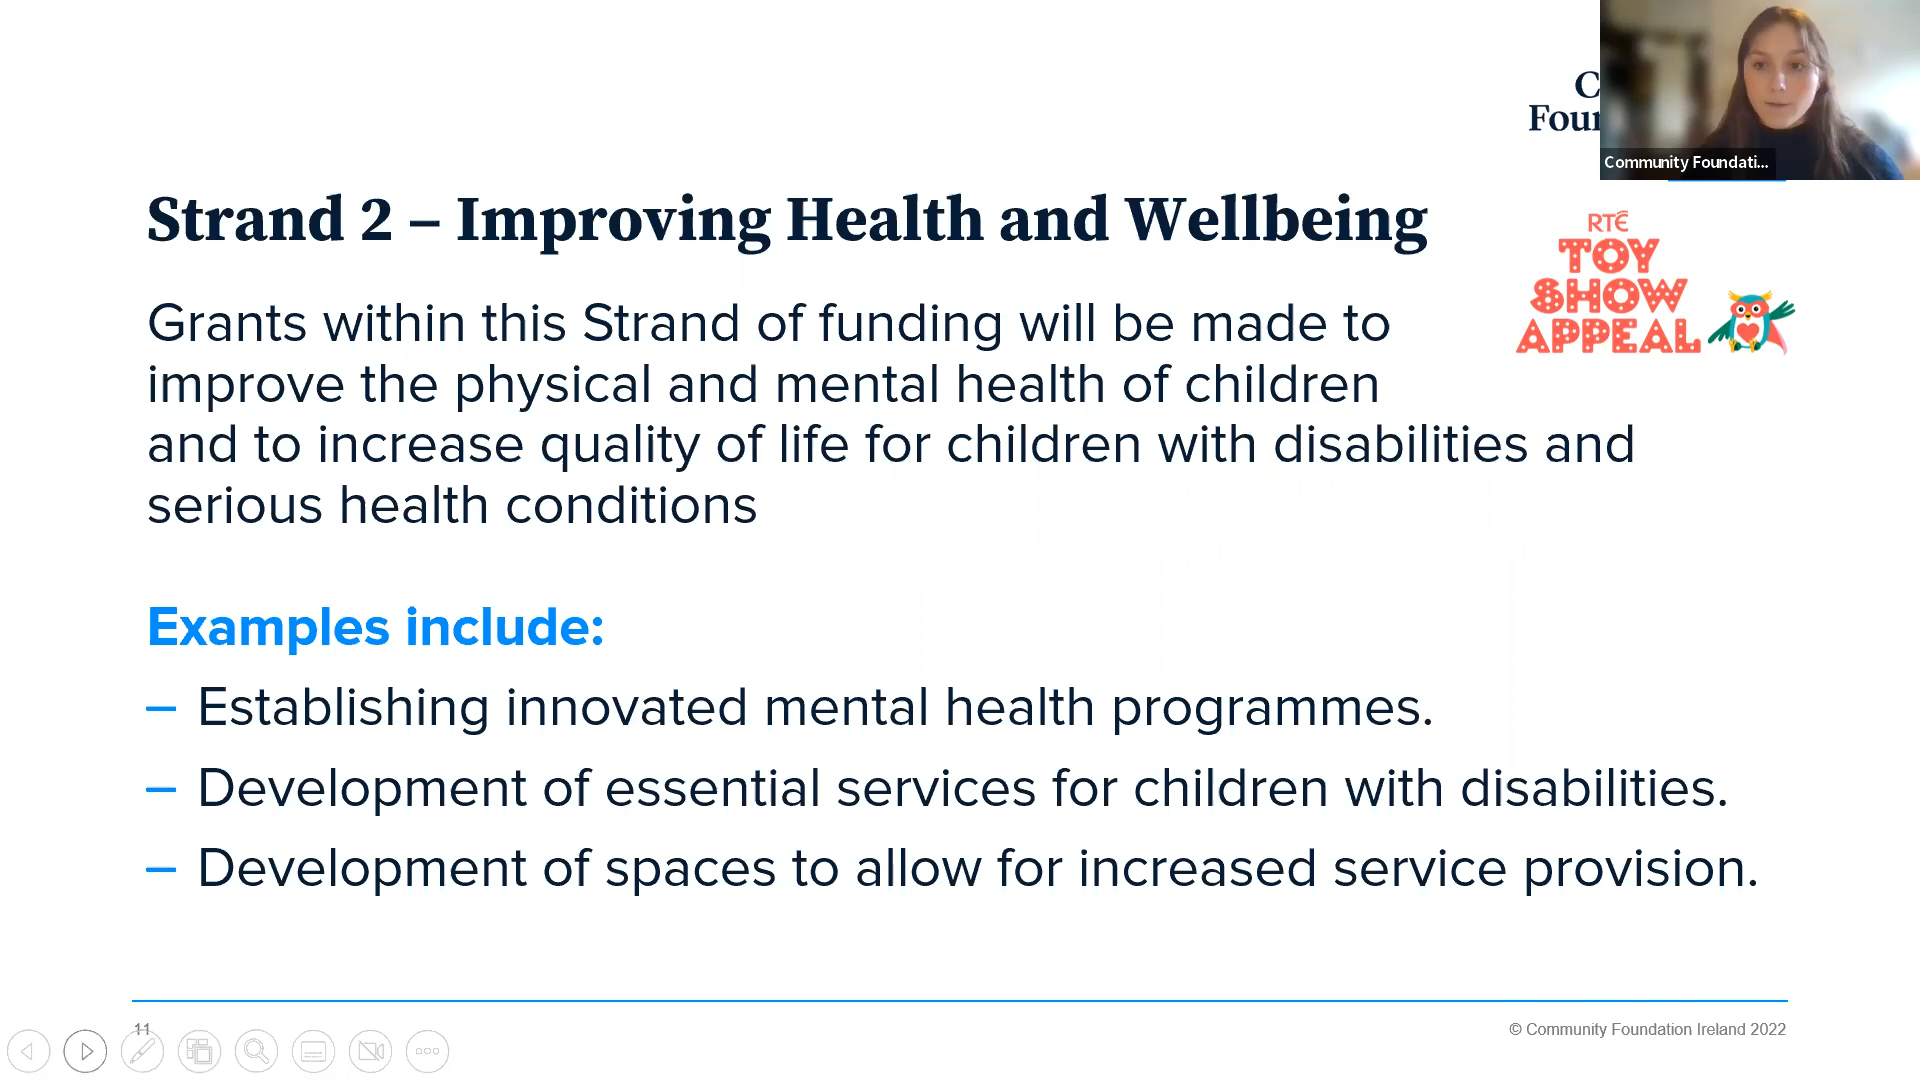 C
Foun
Community Foundati...
Strand 2 – Improving Health and Wellbeing
RTÉ
TOY
SHOW
APPEAL
Grants within this Strand of funding will be made to
improve the physical and mental health of children
and to increase quality of life for children with disabilities and
serious health conditions
Examples include:
– Establishing innovated mental health programmes.
– Development of essential services for children with disabilities.
– Development of spaces to allow for increased service provision.
11
© Community Foundation Ireland 2022